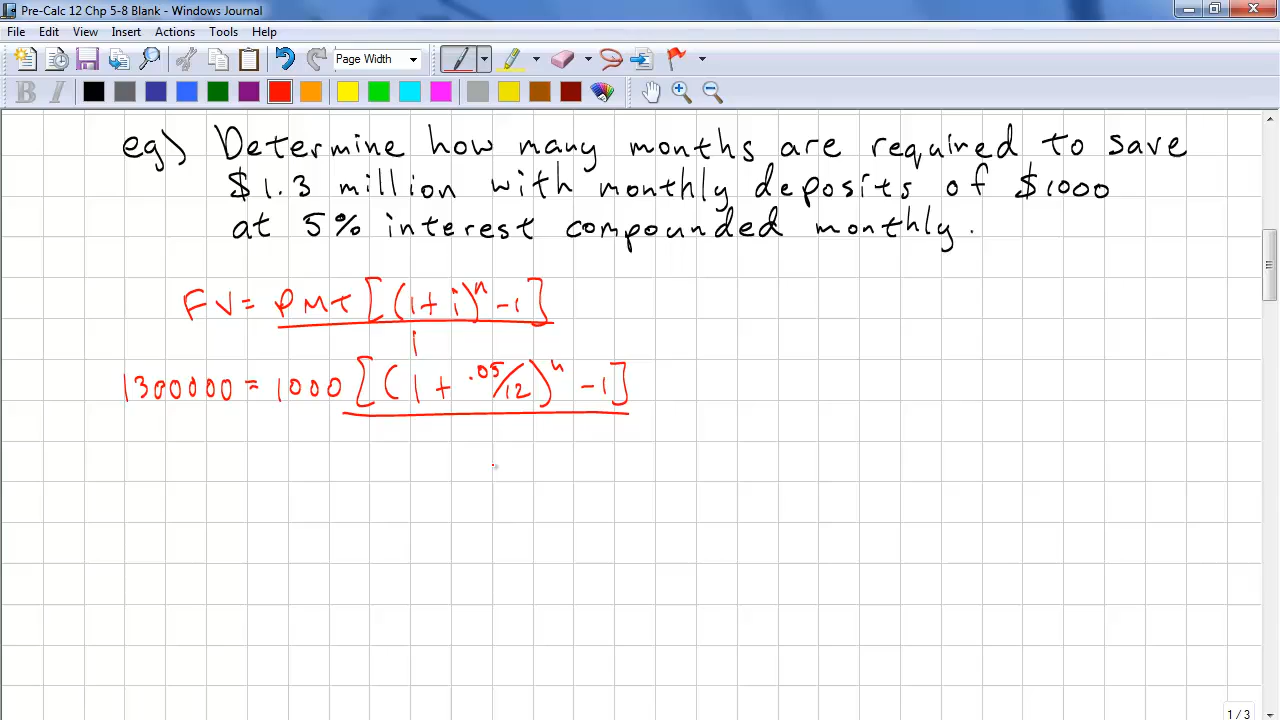 Pre-Calc 12 Chp 5-8 Blank - Windows Journal
File Edit View Insert Actions Tools Help
Page Width
B I
eg) Determine how many months are required to save
$1.3 million with monthly deposits of $1000
at 5% interest compounded monthly.
FV = PMT [(1 + i)^n - 1]
i
1300000 = 1000 [(1 + .05/12)^n - 1]
1 / 3